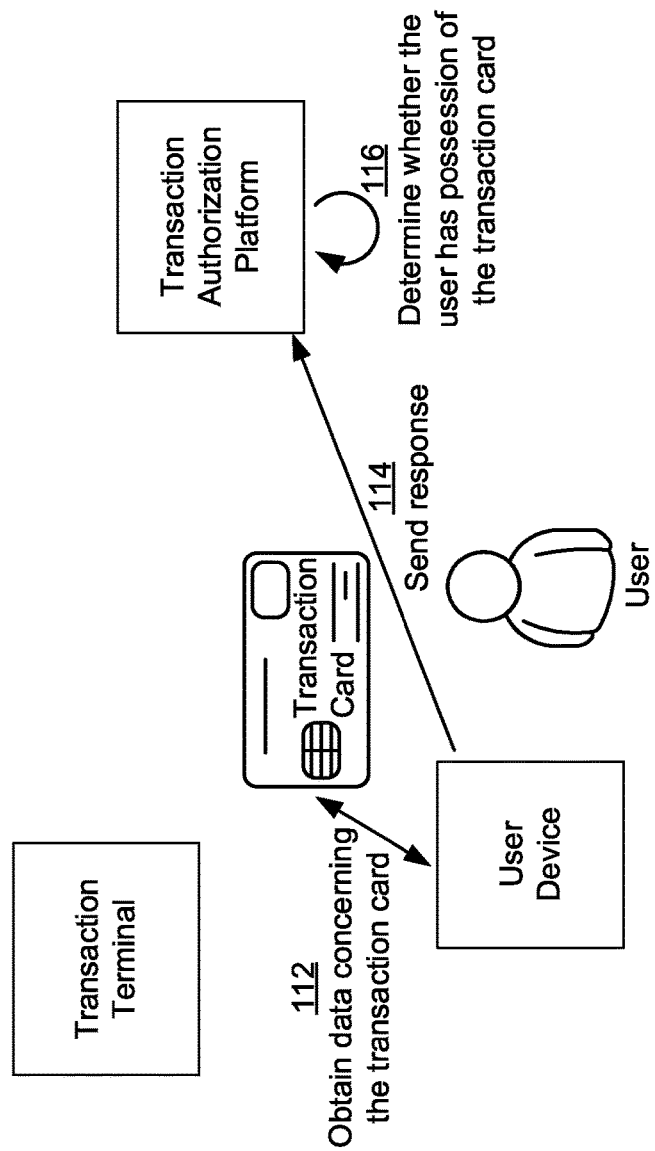 Transaction
Terminal
Transaction
Authorization
Platform
112
Obtain data concerning
the transaction card
Transaction
Card
114
Send response
116
Determine whether the
user has possession of
the transaction card
User
Device
User